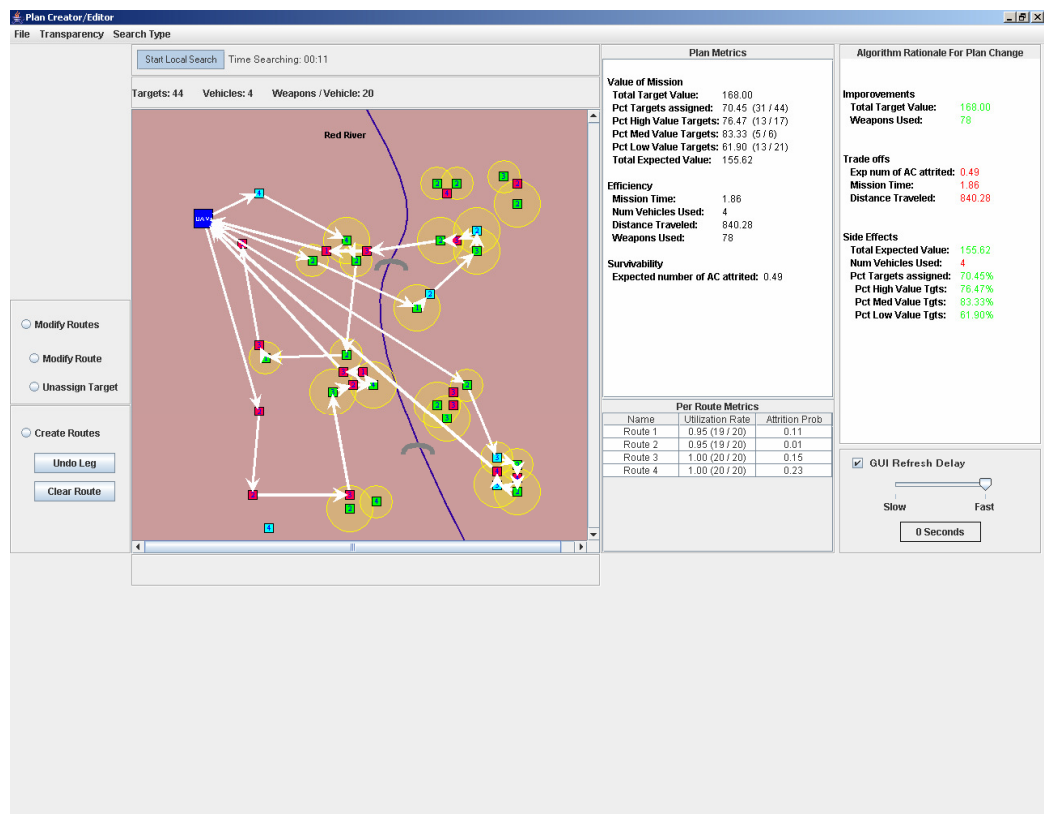 Plan Creator/Editor
File Transparency Search Type
Start Local Search Time Searching: 00:11
Targets: 44 Vehicles: 4 Weapons / Vehicle: 20
Red River
UAV
Modify Routes
Modify Route
Unassign Target
Create Routes
Undo Leg
Clear Route
Plan Metrics
Value of Mission
Total Target Value: 168.00
Pct Targets assigned: 70.45 (31 / 44)
Pct High Value Targets: 76.47 (13 / 17)
Pct Med Value Targets: 83.33 (5 / 6)
Pct Low Value Targets: 61.90 (13 / 21)
Total Expected Value: 155.62
Efficiency
Mission Time: 1.86
Num Vehicles Used: 4
Distance Traveled: 840.28
Weapons Used: 78
Survivability
Expected number of AC attrited: 0.49
Per Route Metrics
Name Utilization Rate Attrition Prob
Route 1 0.95 (19 / 20) 0.11
Route 2 0.95 (19 / 20) 0.01
Route 3 1.00 (20 / 20) 0.15
Route 4 1.00 (20 / 20) 0.23
Algorithm Rationale For Plan Change
Imporovements
Total Target Value: 168.00
Weapons Used: 78
Trade offs
Exp num of AC attrited: 0.49
Mission Time: 1.86
Distance Traveled: 840.28
Side Effects
Total Expected Value: 155.62
Num Vehicles Used: 4
Pct Targets assigned: 70.45%
Pct High Value Tgts: 76.47%
Pct Med Value Tgts: 83.33%
Pct Low Value Tgts: 61.90%
GUI Refresh Delay
Slow Fast
0 Seconds